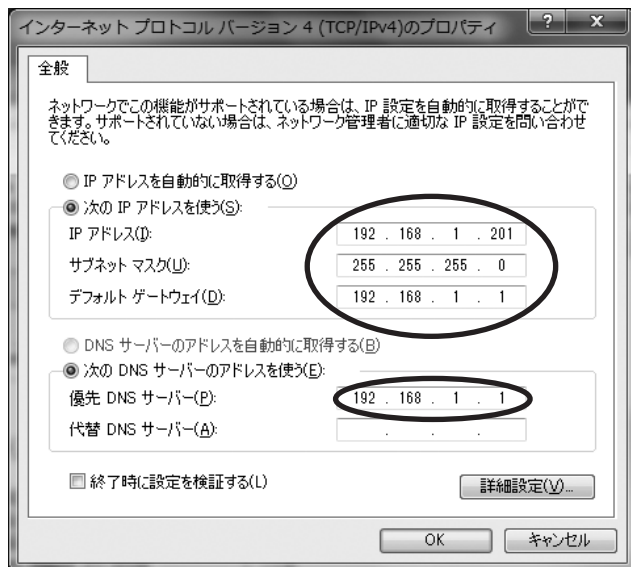 インターネット プロトコル バージョン 4 (TCP/IPv4)のプロパティ
? X
全般
ネットワークでこの機能がサポートされている場合は、IP 設定を自動的に取得することがで
きます。サポートされていない場合は、ネットワーク管理者に適切な IP 設定を問い合わせ
てください。
IP アドレスを自動的に取得する(O)
次の IP アドレスを使う(S):
IP アドレス(I): 192 . 168 . 1 . 201
サブネット マスク(U): 255 . 255 . 255 . 0
デフォルト ゲートウェイ(D): 192 . 168 . 1 . 1
DNS サーバーのアドレスを自動的に取得する(B)
次の DNS サーバーのアドレスを使う(E):
優先 DNS サーバー(P): 192 . 168 . 1 . 1
代替 DNS サーバー(A): . . .
終了時に設定を検証する(L)
詳細設定(V)...
OK キャンセル